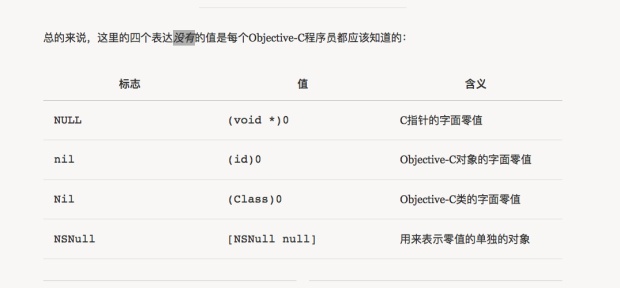 总的来说，这里的四个表达没有的值是每个Objective-C程序员都应该知道的：
标志 值 含义
NULL (void *)0 C指针的字面零值
nil (id)0 Objective-C对象的字面零值
Nil (Class)0 Objective-C类的字面零值
NSNull [NSNull null] 用来表示零值的单独的对象